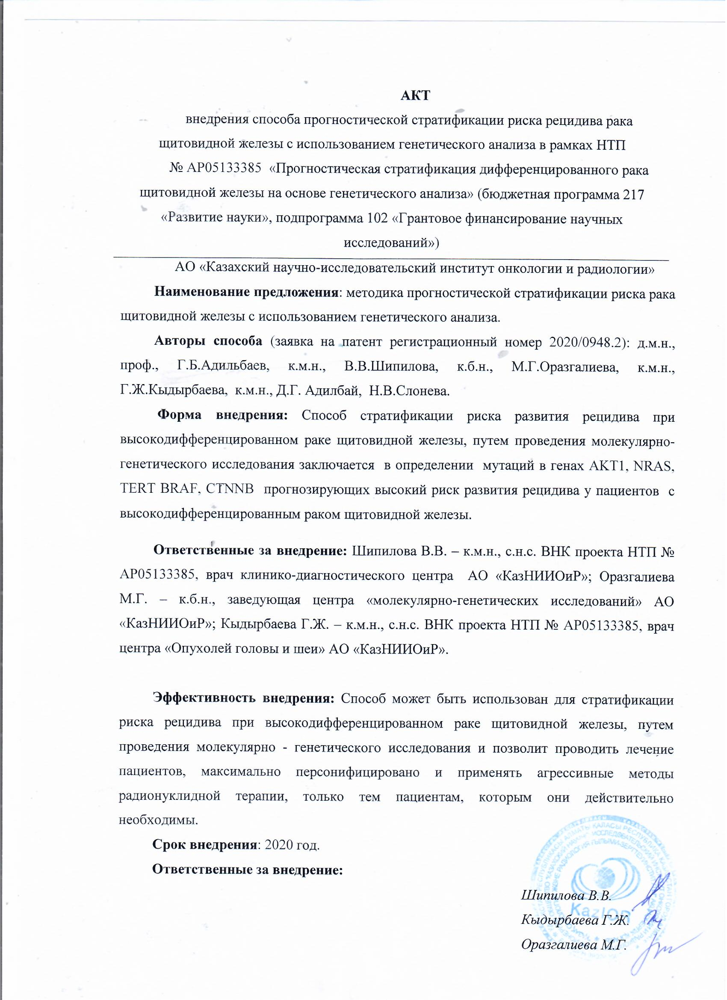 АКТ
внедрения способа прогностической стратификации риска рецидива рака
щитовидной железы с использованием генетического анализа в рамках НТП
№ АР05133385 «Прогностическая стратификация дифференцированного рака
щитовидной железы на основе генетического анализа» (бюджетная программа 217
«Развитие науки», подпрограмма 102 «Грантовое финансирование научных
исследований»)
АО «Казахский научно-исследовательский институт онкологии и радиологии»
Наименование предложения: методика прогностической стратификации риска рака
щитовидной железы с использованием генетического анализа.
Авторы способа (заявка на патент регистрационный номер 2020/0948.2): д.м.н.,
проф., Г.Б.Адильбаев, к.м.н., В.В.Шипилова, к.б.н., М.Г.Оразгалиева, к.м.н.,
Г.Ж.Кыдырбаева, к.м.н., Д.Г. Адилбай, Н.В.Слонева.
Форма внедрения: Способ стратификации риска развития рецидива при
высокодифференцированном раке щитовидной железы, путем проведения молекулярно-
генетического исследования заключается в определении мутаций в генах AKT1, NRAS,
TERT BRAF, CTNNB прогнозирующих высокий риск развития рецидива у пациентов с
высокодифференцированным раком щитовидной железы.
Ответственные за внедрение: Шипилова В.В. – к.м.н., с.н.с. ВНК проекта НТП №
АР05133385, врач клинико-диагностического центра АО «КазНИИОиР»; Оразгалиева
М.Г. – к.б.н., заведующая центра «молекулярно-генетических исследований» АО
«КазНИИОиР»; Кыдырбаева Г.Ж. – к.м.н., с.н.с. ВНК проекта НТП № АР05133385, врач
центра «Опухолей головы и шеи» АО «КазНИИОиР».
Эффективность внедрения: Способ может быть использован для стратификации
риска рецидива при высокодифференцированном раке щитовидной железы, путем
проведения молекулярно - генетического исследования и позволит проводить лечение
пациентов, максимально персонифицировано и применять агрессивные методы
радионуклидной терапии, только тем пациентам, которым они действительно
необходимы.
Срок внедрения: 2020 год.
Ответственные за внедрение:
Шипилова В.В.
KazIOR
Кыдырбаева Г.Ж.
Оразгалиева М.Г.